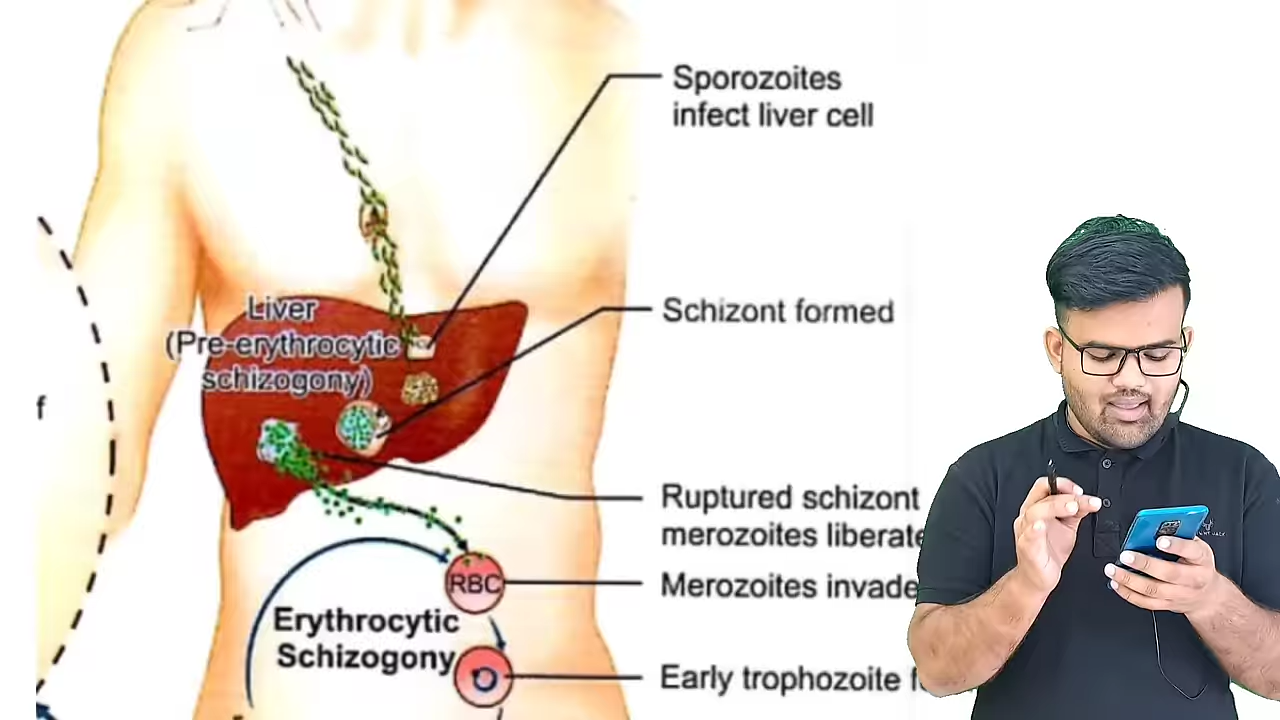 Sporozoites
infect liver cell
Liver
(Pre-erythrocytic
schizogony)
Schizont formed
f
Ruptured schizont
merozoites liberate
RBC
Merozoites invade
Erythrocytic
Schizogony
Early trophozoite f